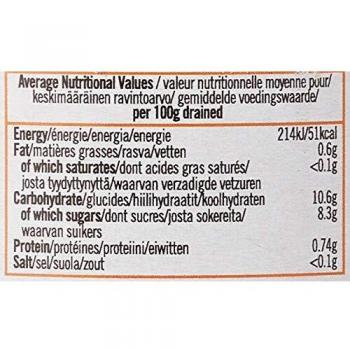 Average Nutritional Values / valeur nutritionnelle moyenne pour/
keskimääräinen ravintoarvo/ gemiddelde voedingswaarde/
per 100g drained
Energy/énergie/energia/energie 214kJ/51kcal
Fat/matières grasses/rasva/vetten 0.6g
of which saturates/dont acides gras saturés/ <0.1g
josta tyydyttynyttä/waarvan verzadigde vetzuren
Carbohydrate/glucides/hiilihydraatit/koolhydraten 10.6g
of which sugars/dont sucres/josta sokereita/ 8.3g
waarvan suikers
Protein/protéines/proteiini/eiwitten 0.74g
Salt/sel/suola/zout <0.1g